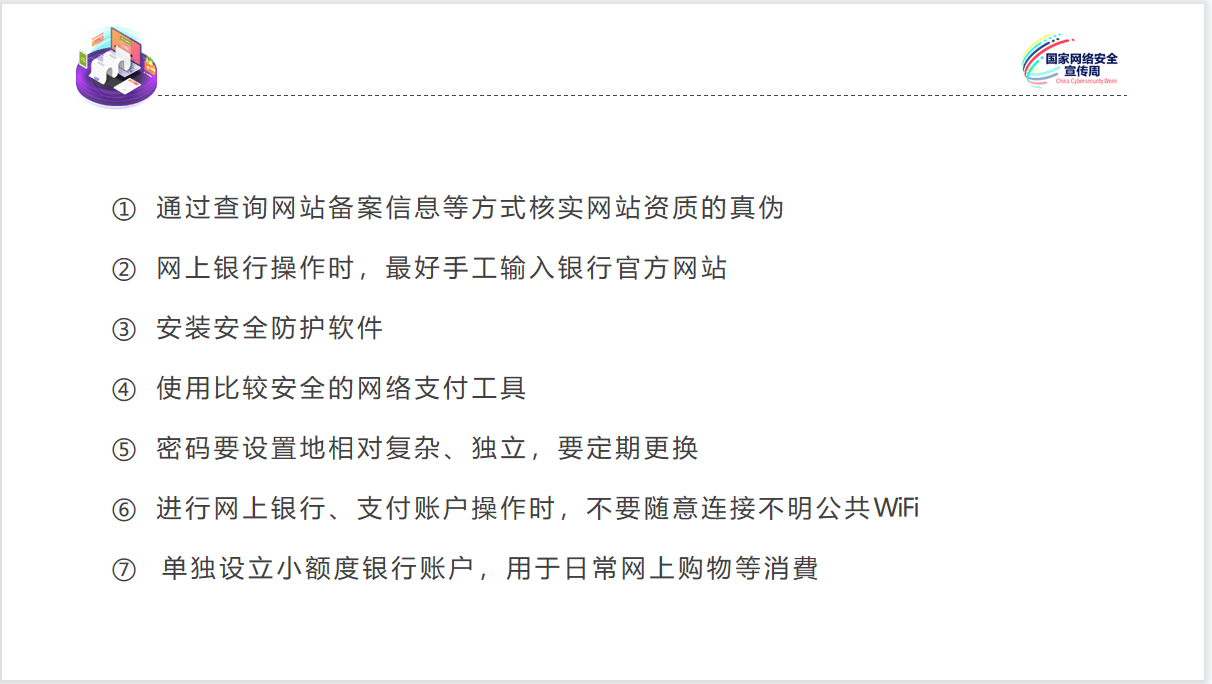 国家网络安全
宣传周
China Cybersecurity Week
① 通过查询网站备案信息等方式核实网站资质的真伪
② 网上银行操作时，最好手工输入银行官方网站
③ 安装安全防护软件
④ 使用比较安全的网络支付工具
⑤ 密码要设置地相对复杂、独立，要定期更换
⑥ 进行网上银行、支付账户操作时，不要随意连接不明公共WiFi
⑦ 单独设立小额度银行账户，用于日常网上购物等消費